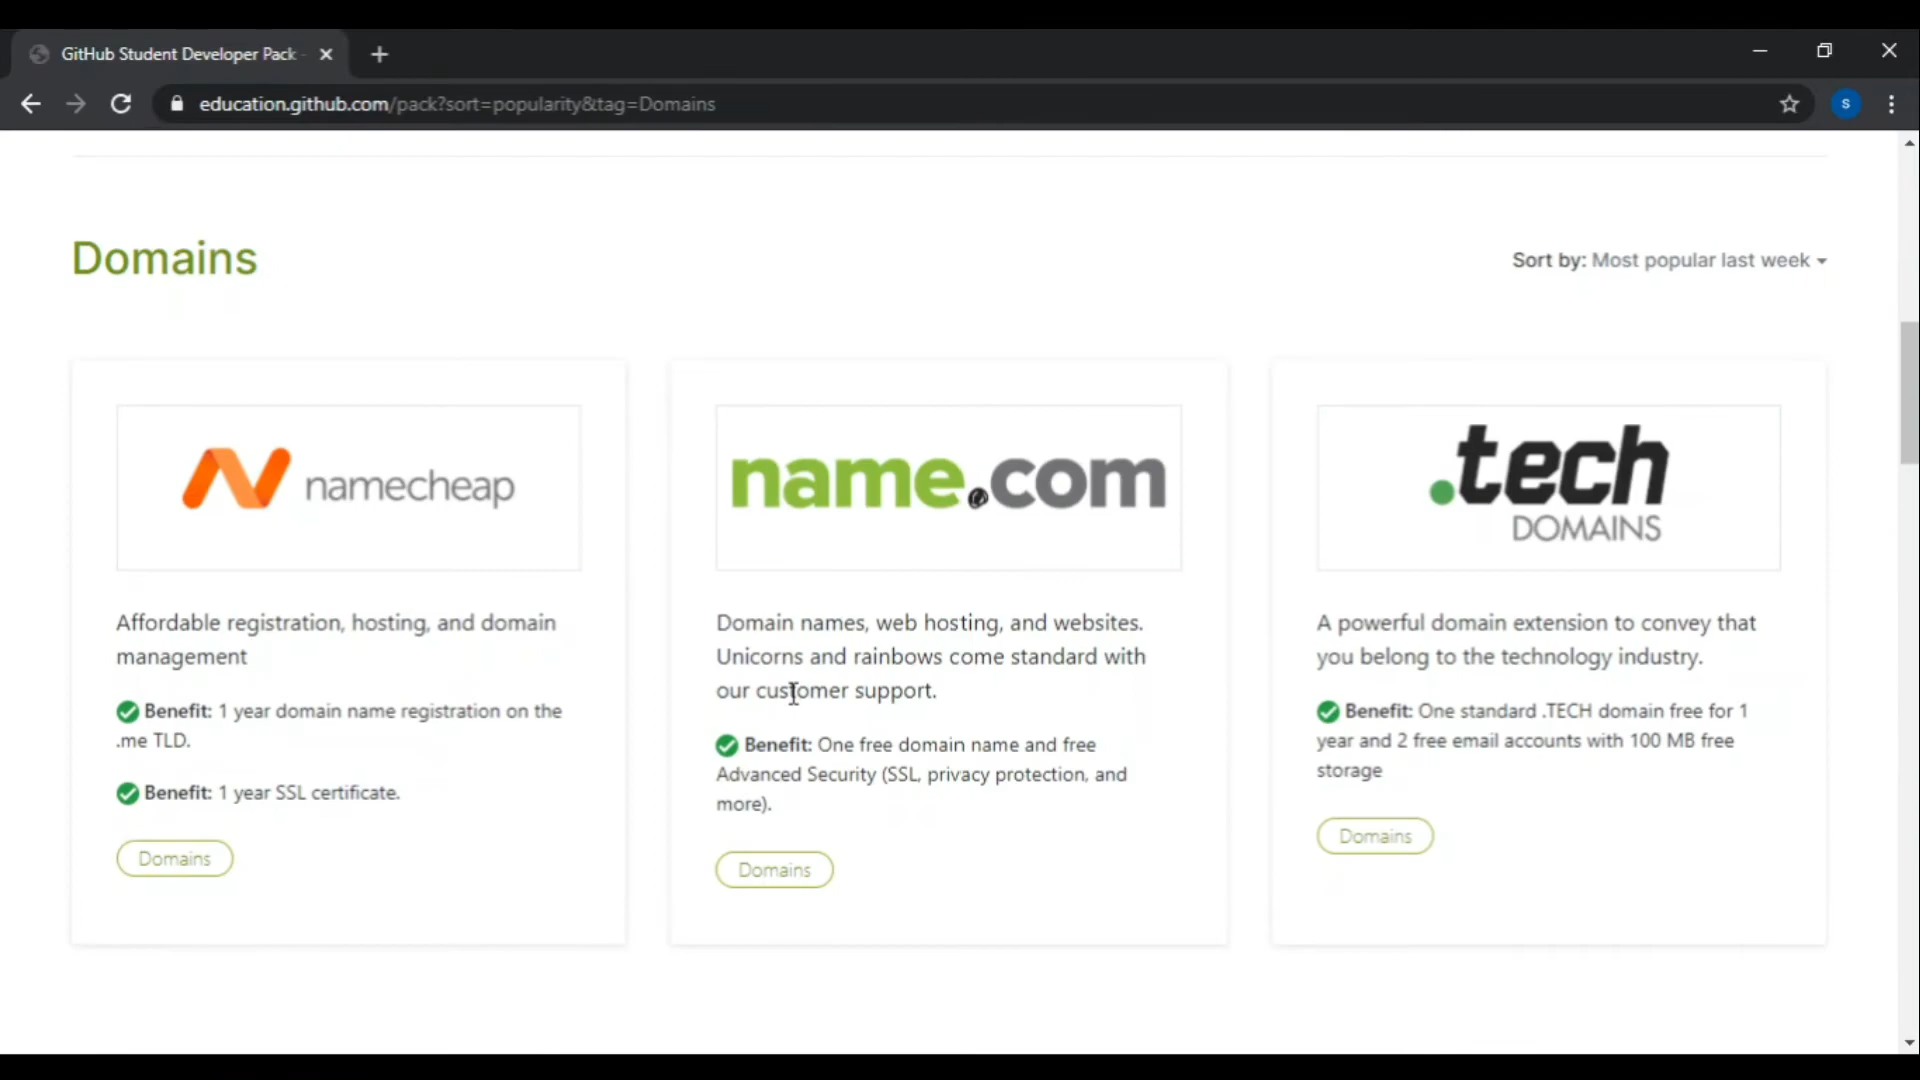 GitHub Student Developer Pack -
education.github.com/pack?sort=popularity&tag=Domains
S
Domains
Sort by: Most popular last week
namecheap
Affordable registration, hosting, and domain
management
Benefit: 1 year domain name registration on the
.me TLD.
Benefit: 1 year SSL certificate.
Domains
name.com
Domain names, web hosting, and websites.
Unicorns and rainbows come standard with
our customer support.
Benefit: One free domain name and free
Advanced Security (SSL, privacy protection, and
more).
Domains
.tech
DOMAINS
A powerful domain extension to convey that
you belong to the technology industry.
Benefit: One standard .TECH domain free for 1
year and 2 free email accounts with 100 MB free
storage
Domains